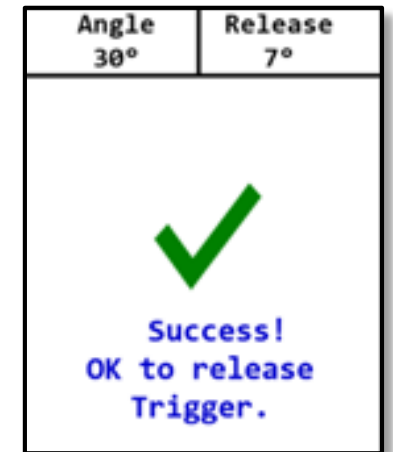 Angle Release
30° 7°
Success!
OK to release
Trigger.